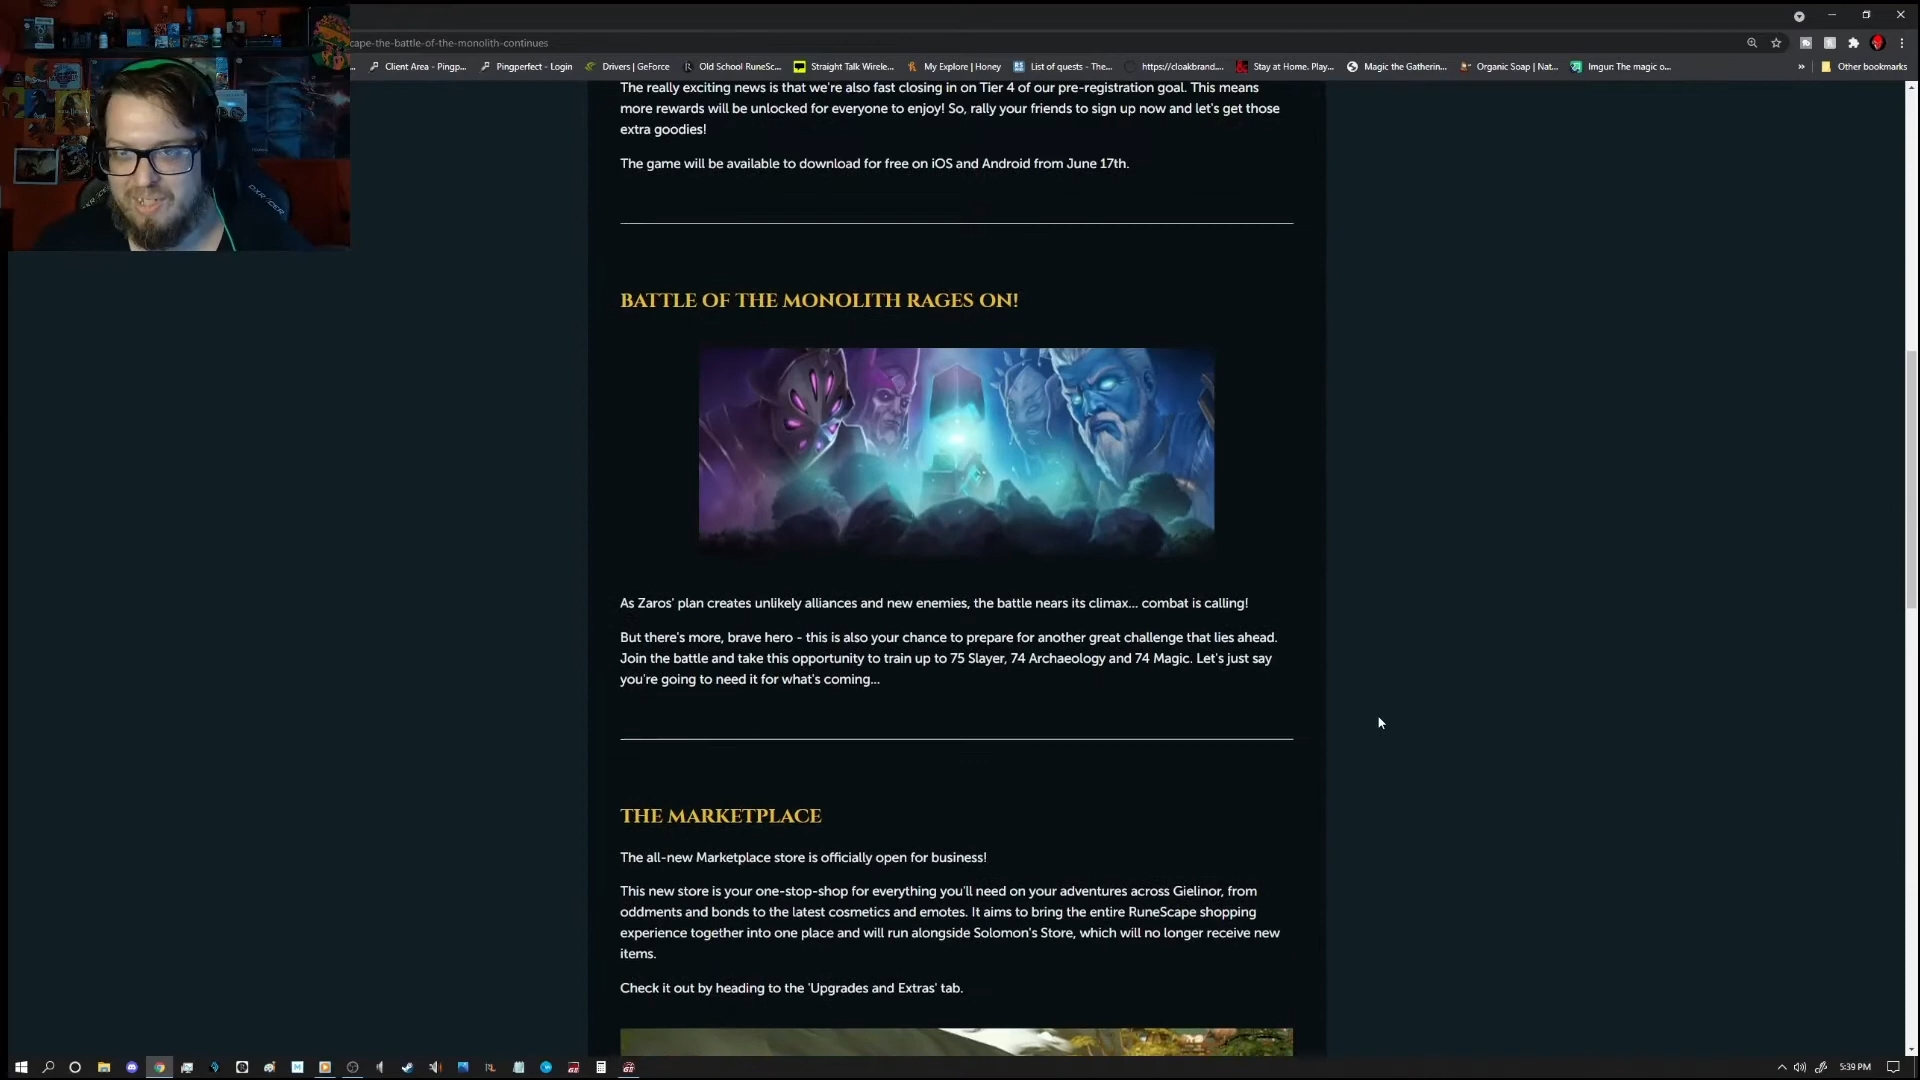 cape-the-battle-of-the-monolith-continues
Client Area - Pingp... Pingperfect - Login Drivers | GeForce Old School RuneSc... Straight Talk Wirele... My Explore | Honey List of quests - The... https://cloakbrand.... Stay at Home. Play... Magic the Gatherin... Organic Soap | Nat... Imgur: The magic o... » Other bookmarks
The really exciting news is that we're also fast closing in on Tier 4 of our pre-registration goal. This means
more rewards will be unlocked for everyone to enjoy! So, rally your friends to sign up now and let's get those
extra goodies!
The game will be available to download for free on iOS and Android from June 17th.
BATTLE OF THE MONOLITH RAGES ON!
As Zaros' plan creates unlikely alliances and new enemies, the battle nears its climax... combat is calling!
But there's more, brave hero - this is also your chance to prepare for another great challenge that lies ahead.
Join the battle and take this opportunity to train up to 75 Slayer, 74 Archaeology and 74 Magic. Let's just say
you're going to need it for what's coming...
THE MARKETPLACE
The all-new Marketplace store is officially open for business!
This new store is your one-stop-shop for everything you'll need on your adventures across Gielinor, from
oddments and bonds to the latest cosmetics and emotes. It aims to bring the entire RuneScape shopping
experience together into one place and will run alongside Solomon's Store, which will no longer receive new
items.
Check it out by heading to the 'Upgrades and Extras' tab.
5:39 PM